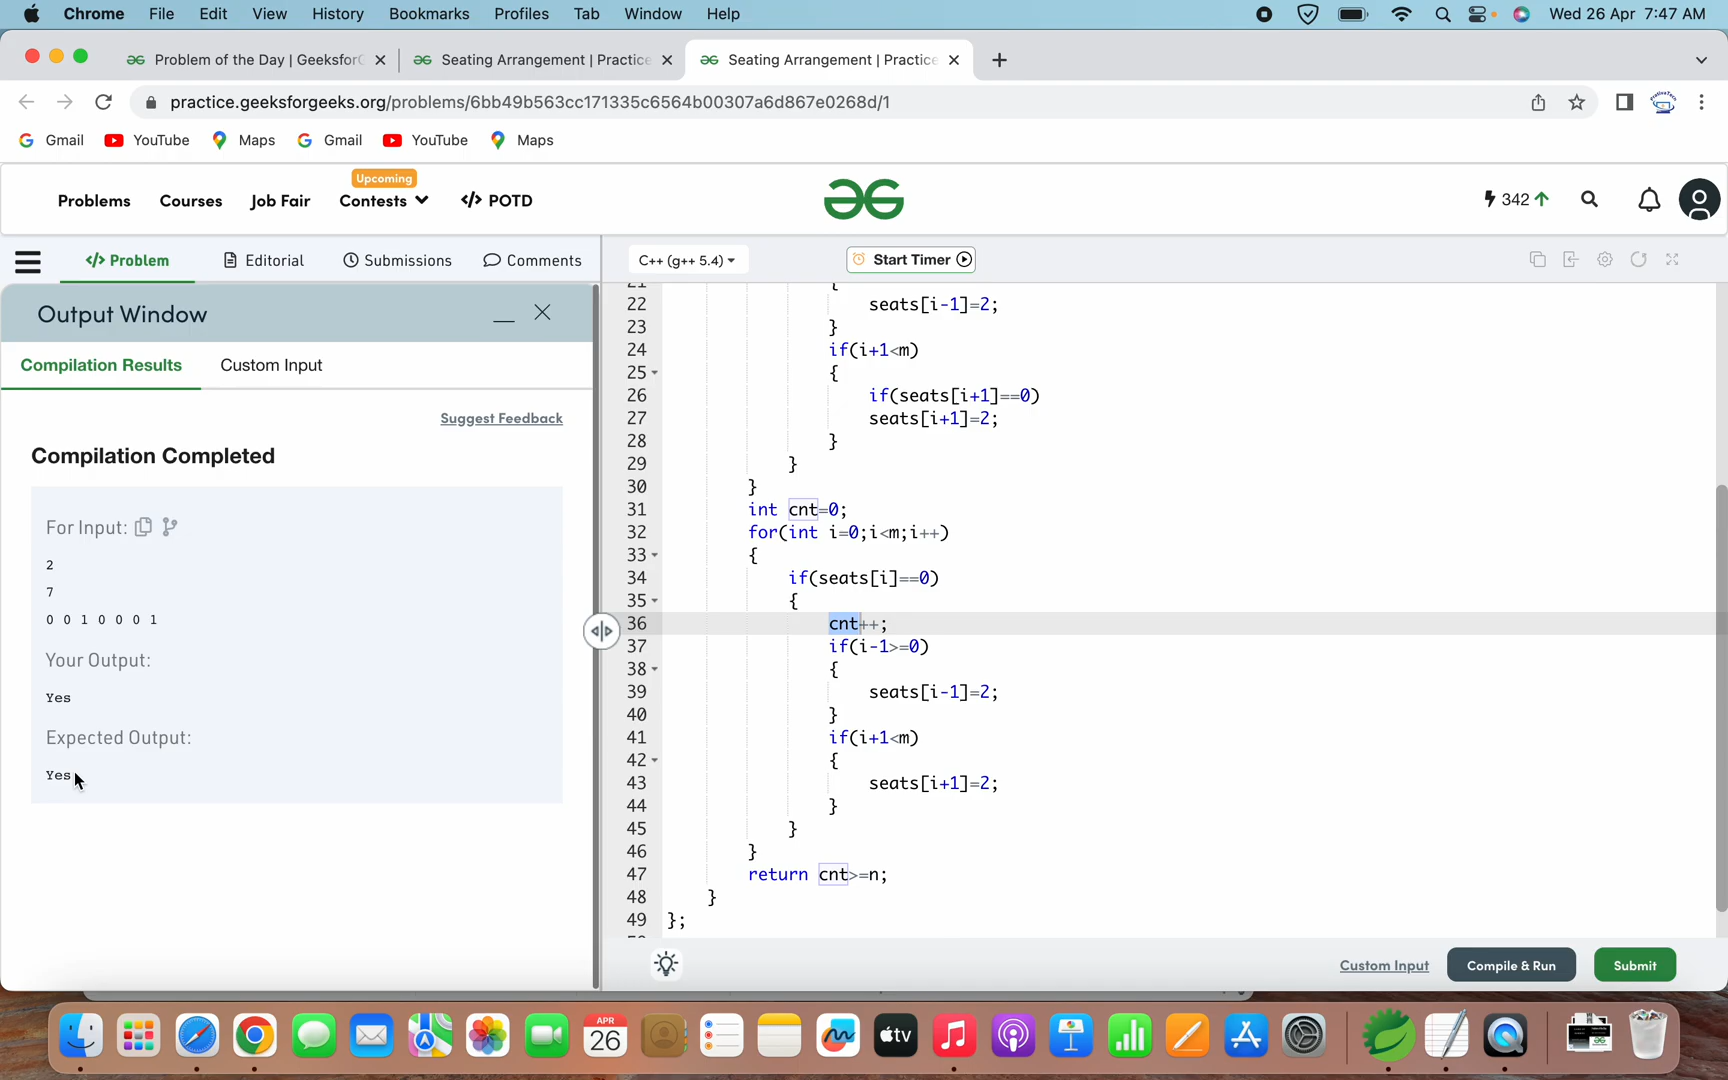 Chrome File Edit View History Bookmarks Profiles Tab Window Help Wed 26 Apr 7:47 AM
Problem of the Day | GeeksforG Seating Arrangement | Practice Seating Arrangement | Practice
practice.geeksforgeeks.org/problems/6bb49b563cc171335c6564b00307a6d867e0268d/1
Gmail YouTube Maps Gmail YouTube Maps
Upcoming
Problems Courses Job Fair Contests </> POTD 342
</> Problem Editorial Submissions Comments C++ (g++ 5.4) Start Timer
Output Window
Compilation Results Custom Input
Suggest Feedback
Compilation Completed
For Input:
2
7
0 0 1 0 0 0 1
Your Output:
Yes
Expected Output:
Yes
21 {
22 seats[i-1]=2;
23 }
24 if(i+1<m)
25 {
26 if(seats[i+1]==0)
27 seats[i+1]=2;
28 }
29 }
30 }
31 int cnt=0;
32 for(int i=0;i<m;i++)
33 {
34 if(seats[i]==0)
35 {
36 cnt++;
37 if(i-1>=0)
38 {
39 seats[i-1]=2;
40 }
41 if(i+1<m)
42 {
43 seats[i+1]=2;
44 }
45 }
46 }
47 return cnt>=n;
48 }
49 };
Custom Input Compile & Run Submit
APR
26
tv